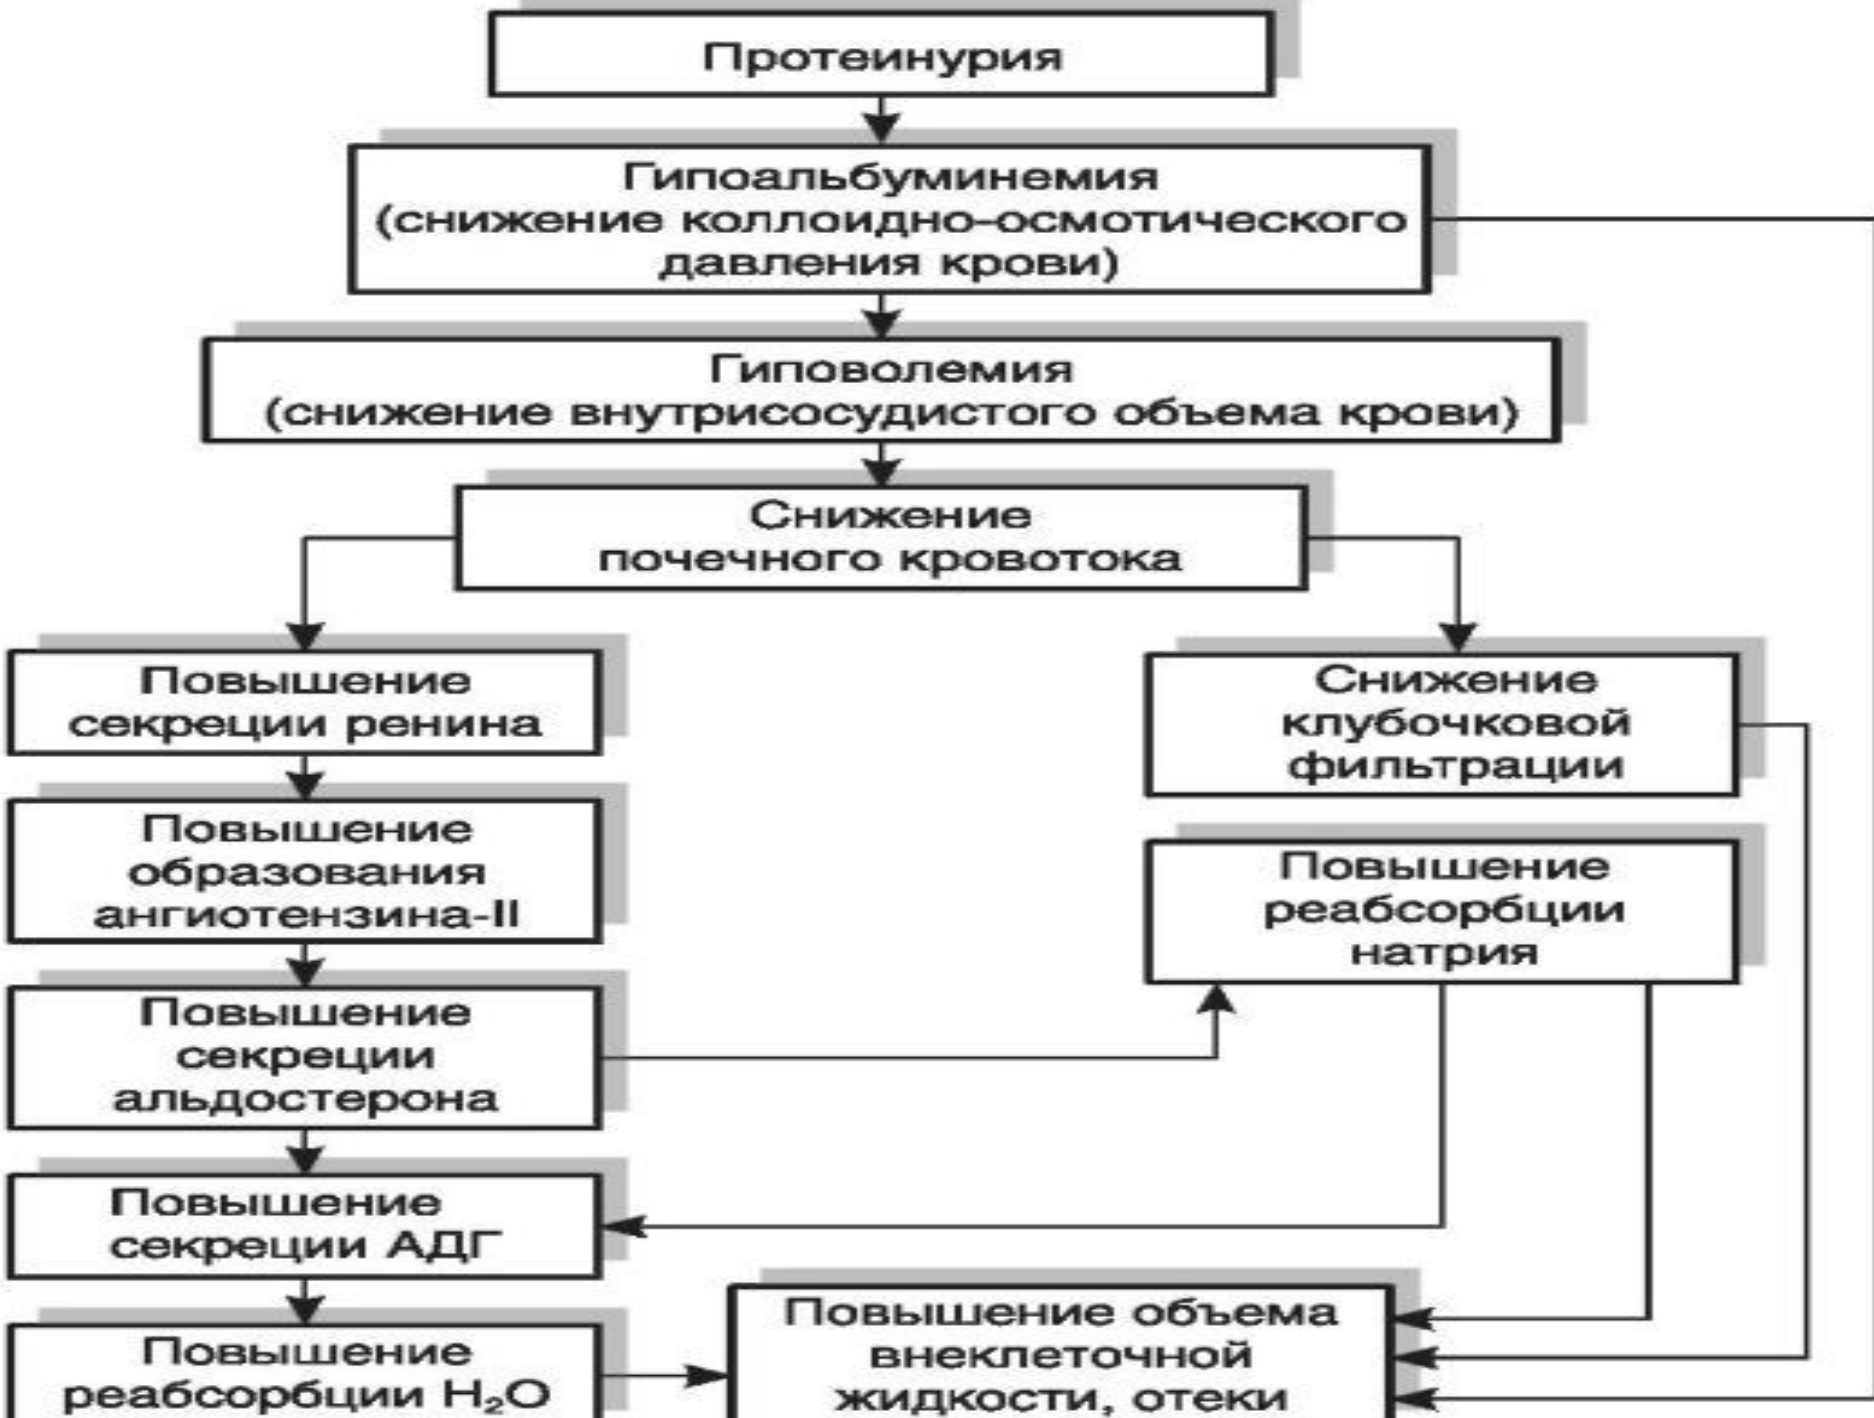 Протеинурия
Гипоальбуминемия
(снижение коллоидно-осмотического
давления крови)
Гиповолемия
(снижение внутрисосудистого объема крови)
Снижение
почечного кровотока
Повышение
секреции ренина
Снижение
клубочковой
фильтрации
Повышение
образования
ангиотензина-II
Повышение
реабсорбции
натрия
Повышение
секреции
альдостерона
Повышение
секреции АДГ
Повышение
реабсорбции H₂O
Повышение объема
внеклеточной
жидкости, отеки